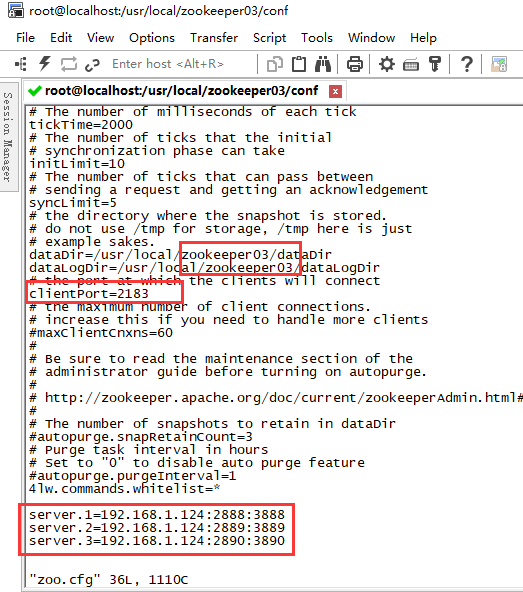 root@localhost:/usr/local/zookeeper03/conf
File Edit View Options Transfer Script Tools Window Help
Enter host <Alt+R>
Session Manager
root@localhost:/usr/local/zookeeper03/conf
# The number of milliseconds of each tick
tickTime=2000
# The number of ticks that the initial
# synchronization phase can take
initLimit=10
# The number of ticks that can pass between
# sending a request and getting an acknowledgement
syncLimit=5
# the directory where the snapshot is stored.
# do not use /tmp for storage, /tmp here is just
# example sakes.
dataDir=/usr/local/zookeeper03/dataDir
dataLogDir=/usr/local/zookeeper03/dataLogDir
# the port at which the clients will connect
clientPort=2183
# the maximum number of client connections.
# increase this if you need to handle more clients
#maxClientCnxns=60
#
# Be sure to read the maintenance section of the
# administrator guide before turning on autopurge.
#
# http://zookeeper.apache.org/doc/current/zookeeperAdmin.html#
#
# The number of snapshots to retain in dataDir
#autopurge.snapRetainCount=3
# Purge task interval in hours
# Set to "0" to disable auto purge feature
#autopurge.purgeInterval=1
4lw.commands.whitelist=*
server.1=192.168.1.124:2888:3888
server.2=192.168.1.124:2889:3889
server.3=192.168.1.124:2890:3890
"zoo.cfg" 36L, 1110C